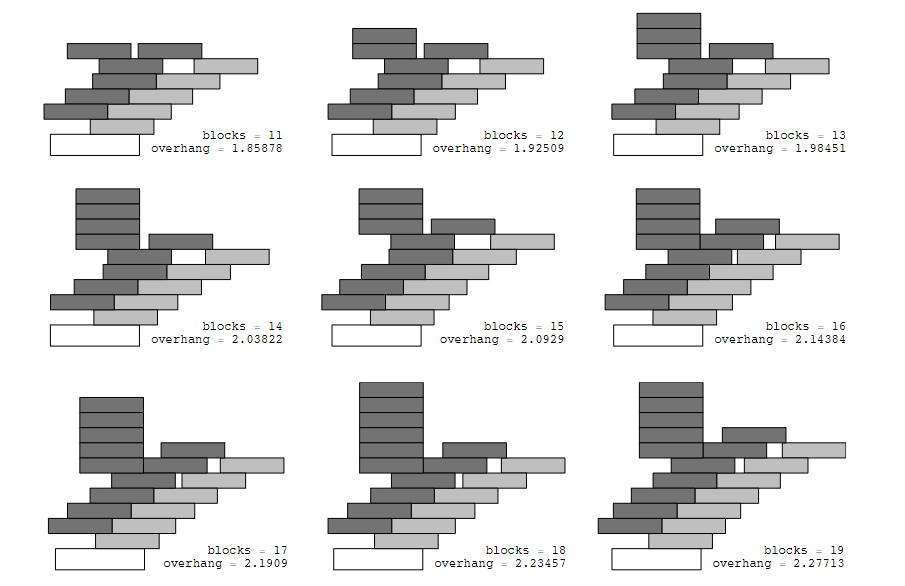 blocks = 11
overhang = 1.85878
blocks = 12
overhang = 1.92509
blocks = 13
overhang = 1.98451
blocks = 14
overhang = 2.03822
blocks = 15
overhang = 2.0929
blocks = 16
overhang = 2.14384
blocks = 17
overhang = 2.1909
blocks = 18
overhang = 2.23457
blocks = 19
overhang = 2.27713